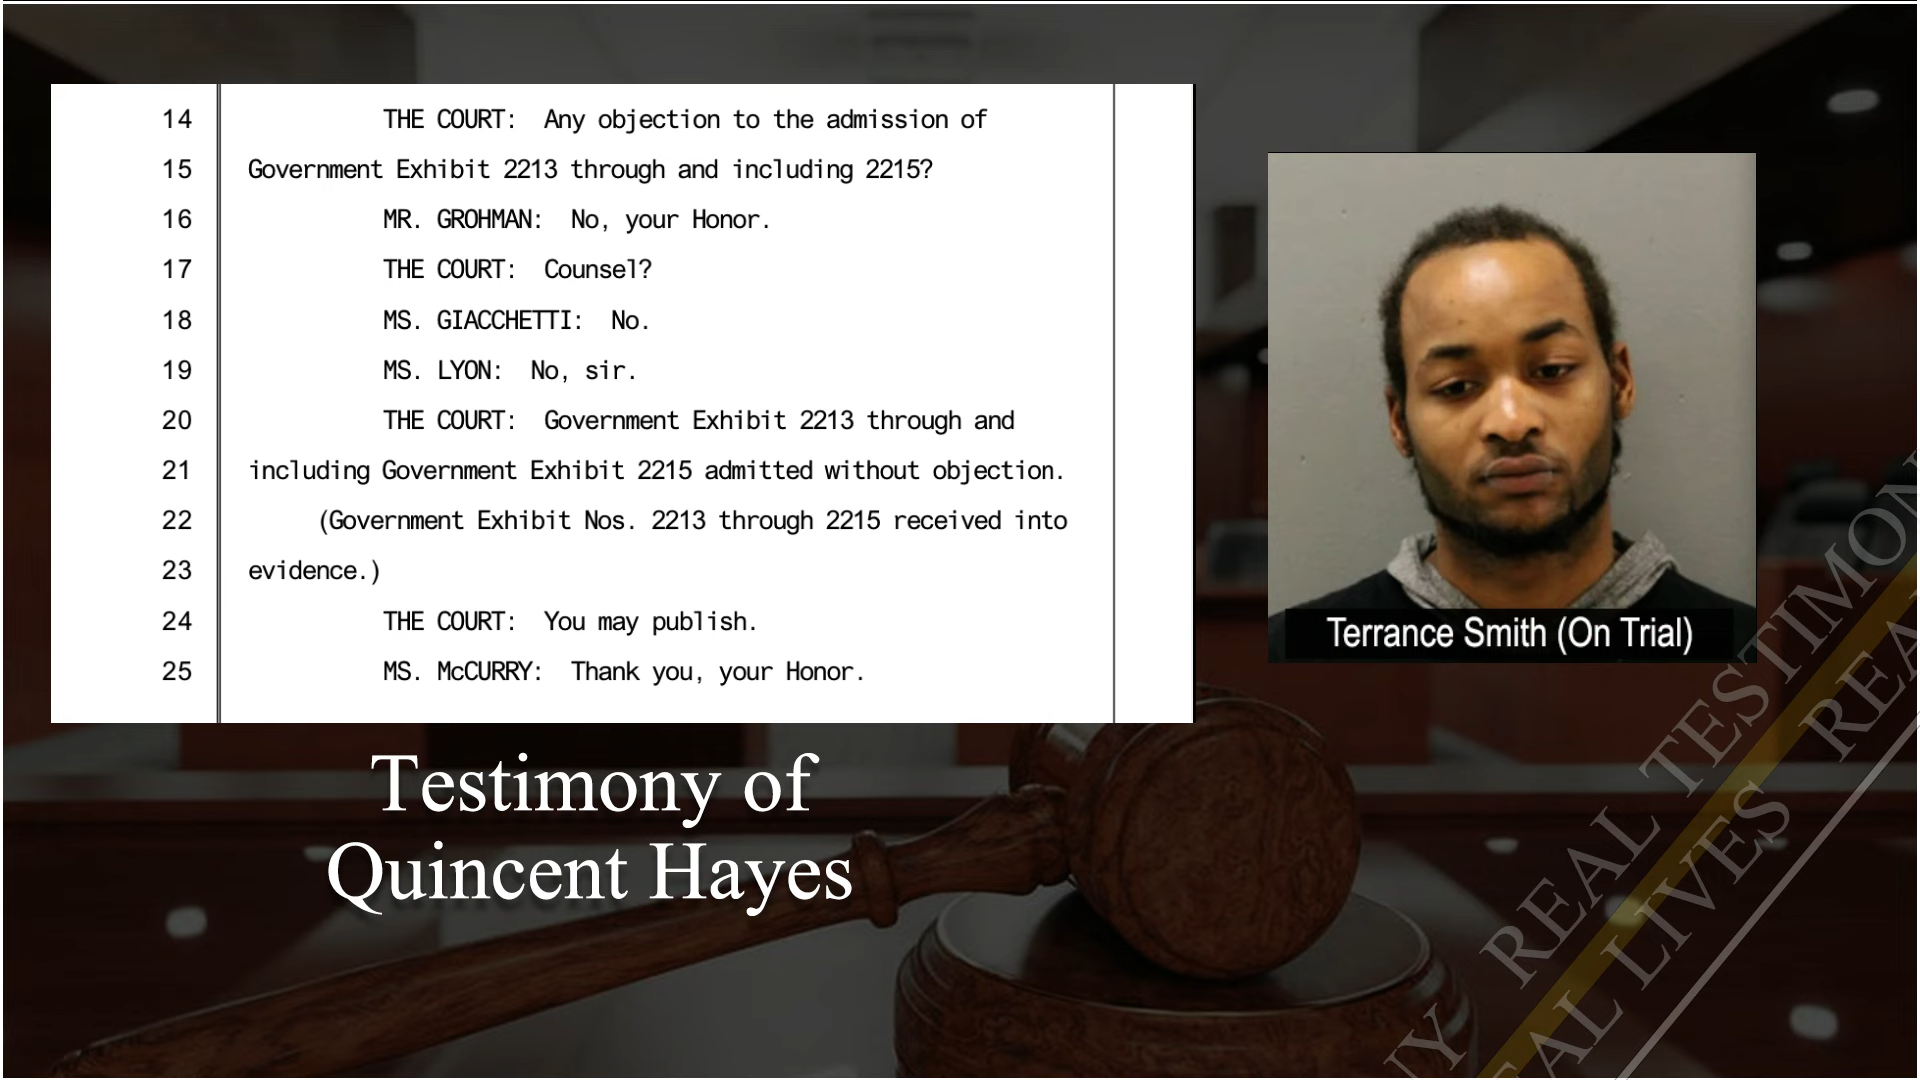 14 THE COURT: Any objection to the admission of
15 Government Exhibit 2213 through and including 2215?
16 MR. GROHMAN: No, your Honor.
17 THE COURT: Counsel?
18 MS. GIACCHETTI: No.
19 MS. LYON: No, sir.
20 THE COURT: Government Exhibit 2213 through and
21 including Government Exhibit 2215 admitted without objection.
22 (Government Exhibit Nos. 2213 through 2215 received into
23 evidence.)
24 THE COURT: You may publish.
25 MS. McCURRY: Thank you, your Honor.
Terrance Smith (On Trial)
Testimony of
Quincent Hayes
REAL TESTIMON
REAL LIVES